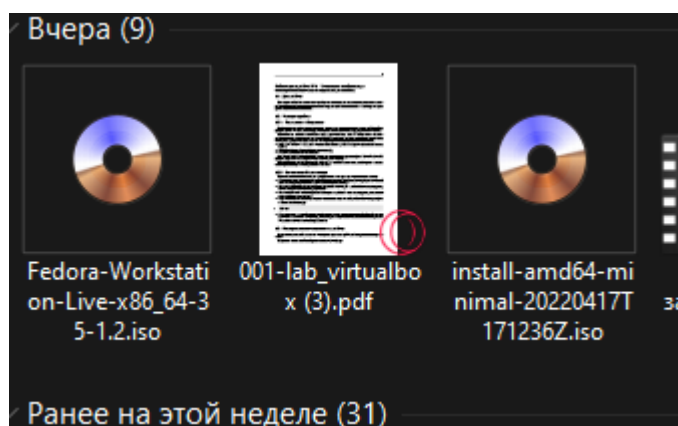 Вчера (9)
Fedora-Workstati
on-Live-x86_64-3
5-1.2.iso
001-lab_virtualbo
x (3).pdf
install-amd64-mi
nimal-20220417T
171236Z.iso
Ранее на этой неделе (31)